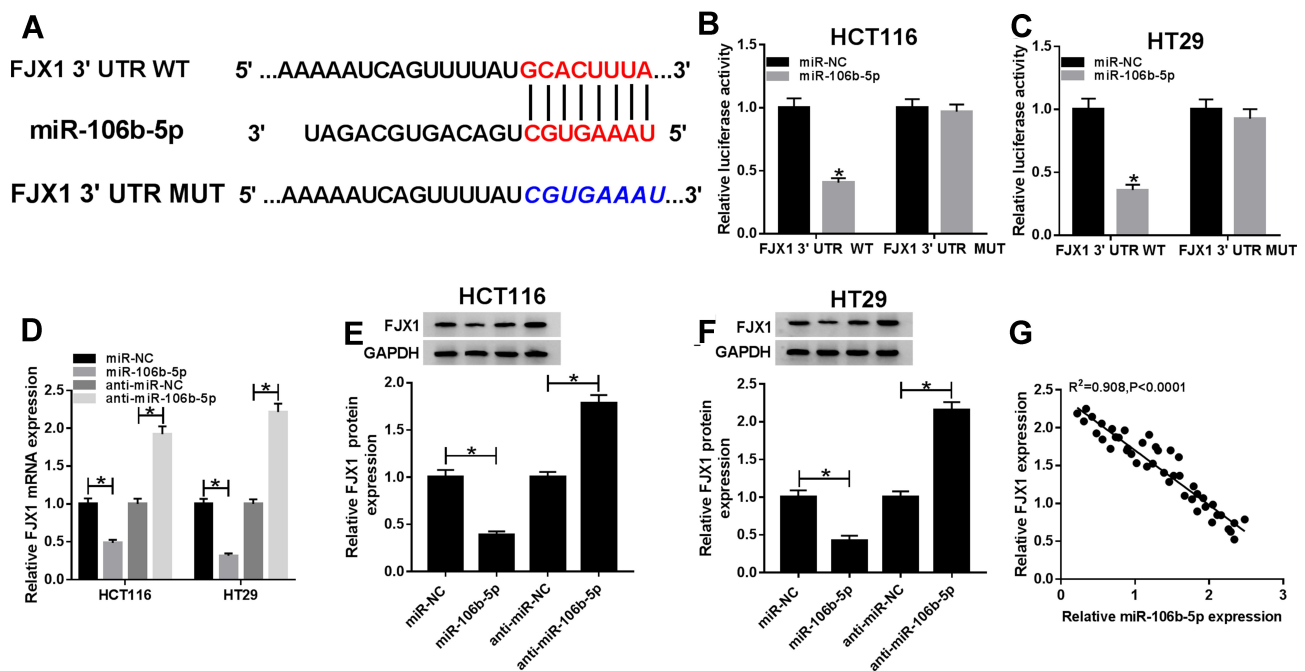 A
FJX1 3' UTR WT 5' ...AAAAAUCAGUUUUAUGCACUUUA...3'
miR-106b-5p 3' UAGACGUGACAGUCGUGAAAU 5'
FJX1 3' UTR MUT 5' ...AAAAAUCAGUUUUAUCGUGAAAU...3'
B
HCT116
miR-NC
miR-106b-5p
Relative luciferase activity
1.5
1.0
0.5
0.0
*
FJX1 3' UTR WT FJX1 3' UTR MUT
C
HT29
miR-NC
miR-106b-5p
Relative luciferase activity
1.5
1.0
0.5
0.0
*
FJX1 3' UTR WT FJX1 3' UTR MUT
D
miR-NC
miR-106b-5p
anti-miR-NC
anti-miR-106b-5p
Relative FJX1 mRNA expression
2.5
2.0
1.5
1.0
0.5
0.0
* * * *
HCT116 HT29
E
HCT116
FJX1
GAPDH
Relative FJX1 protein
expression
2.0
1.5
1.0
0.5
0.0
* *
miR-NC
miR-106b-5p
anti-miR-NC
anti-miR-106b-5p
F
HT29
FJX1
GAPDH
Relative FJX1 protein
expression
2.5
2.0
1.5
1.0
0.5
0.0
* *
miR-NC
miR-106b-5p
anti-miR-NC
anti-miR-106b-5p
G
R²=0.908,P<0.0001
Relative FJX1 expression
2.5
2.0
1.5
1.0
0.5
0.0
0 1 2 3
Relative miR-106b-5p expression